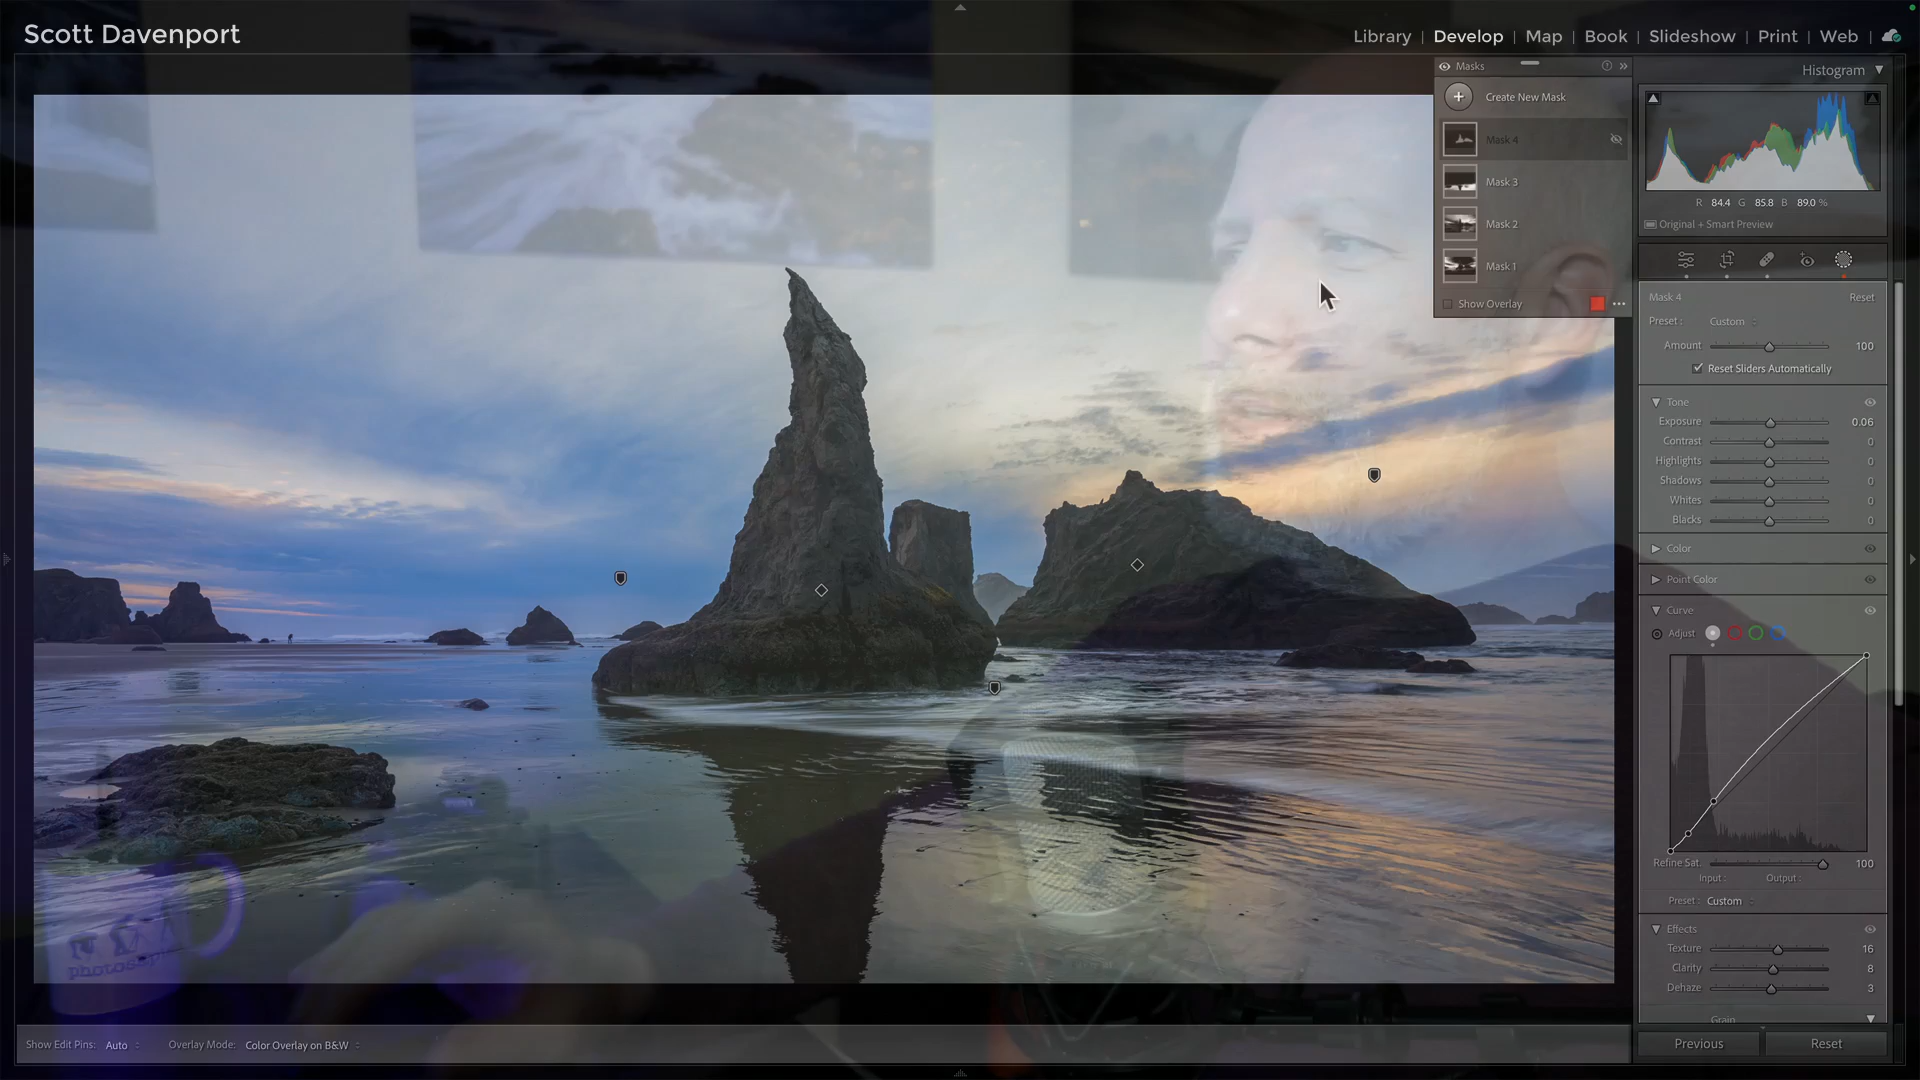 Scott Davenport
Library | Develop | Map | Book | Slideshow | Print | Web |
Masks
Create New Mask
Mask 4
Mask 3
Mask 2
Mask 1
Show Overlay
Histogram
R 84.4 G 85.8 B 89.0 %
Original + Smart Preview
Mask 4 Reset
Preset : Custom
Amount 100
Reset Sliders Automatically
Tone
Exposure 0.06
Contrast 0
Highlights 0
Shadows 0
Whites 0
Blacks 0
Color
Point Color
Curve
Adjust
Refine Sat. 100
Input : Output :
Preset : Custom
Effects
Texture 16
Clarity 8
Dehaze 3
Grain
Previous Reset
Show Edit Pins: Auto Overlay Mode: Color Overlay on B&W